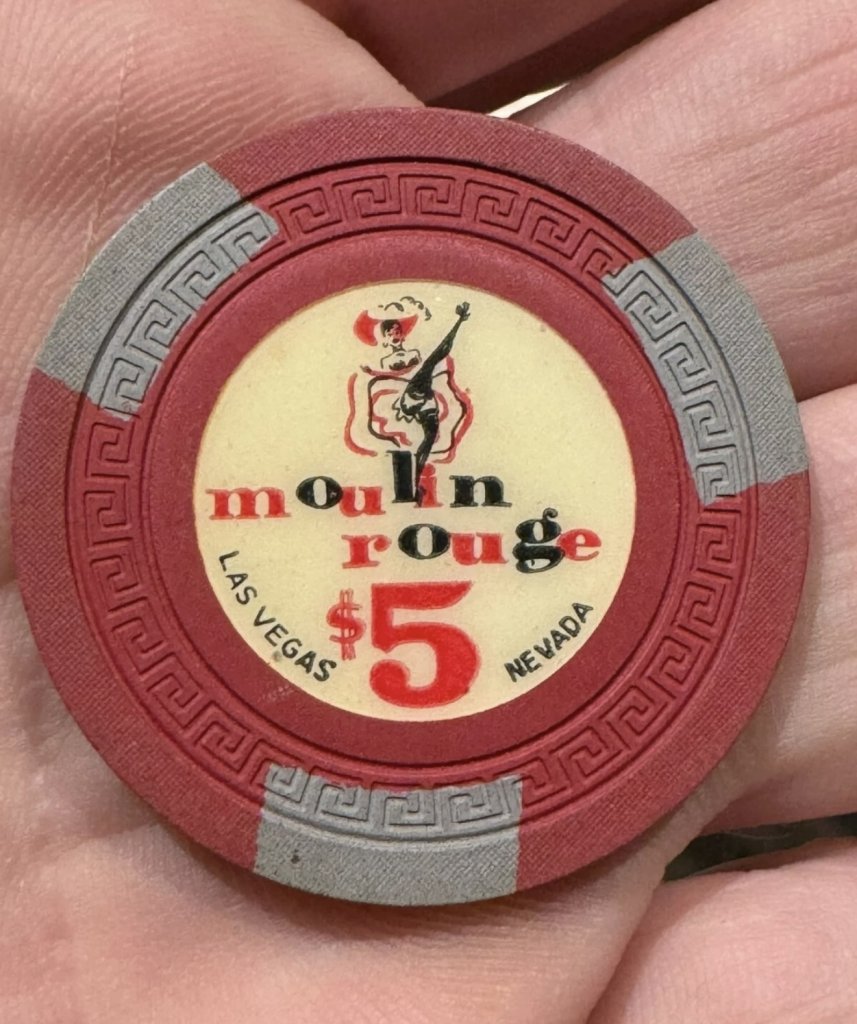 moulin
rouge
LAS VEGAS
$5
NEVADA